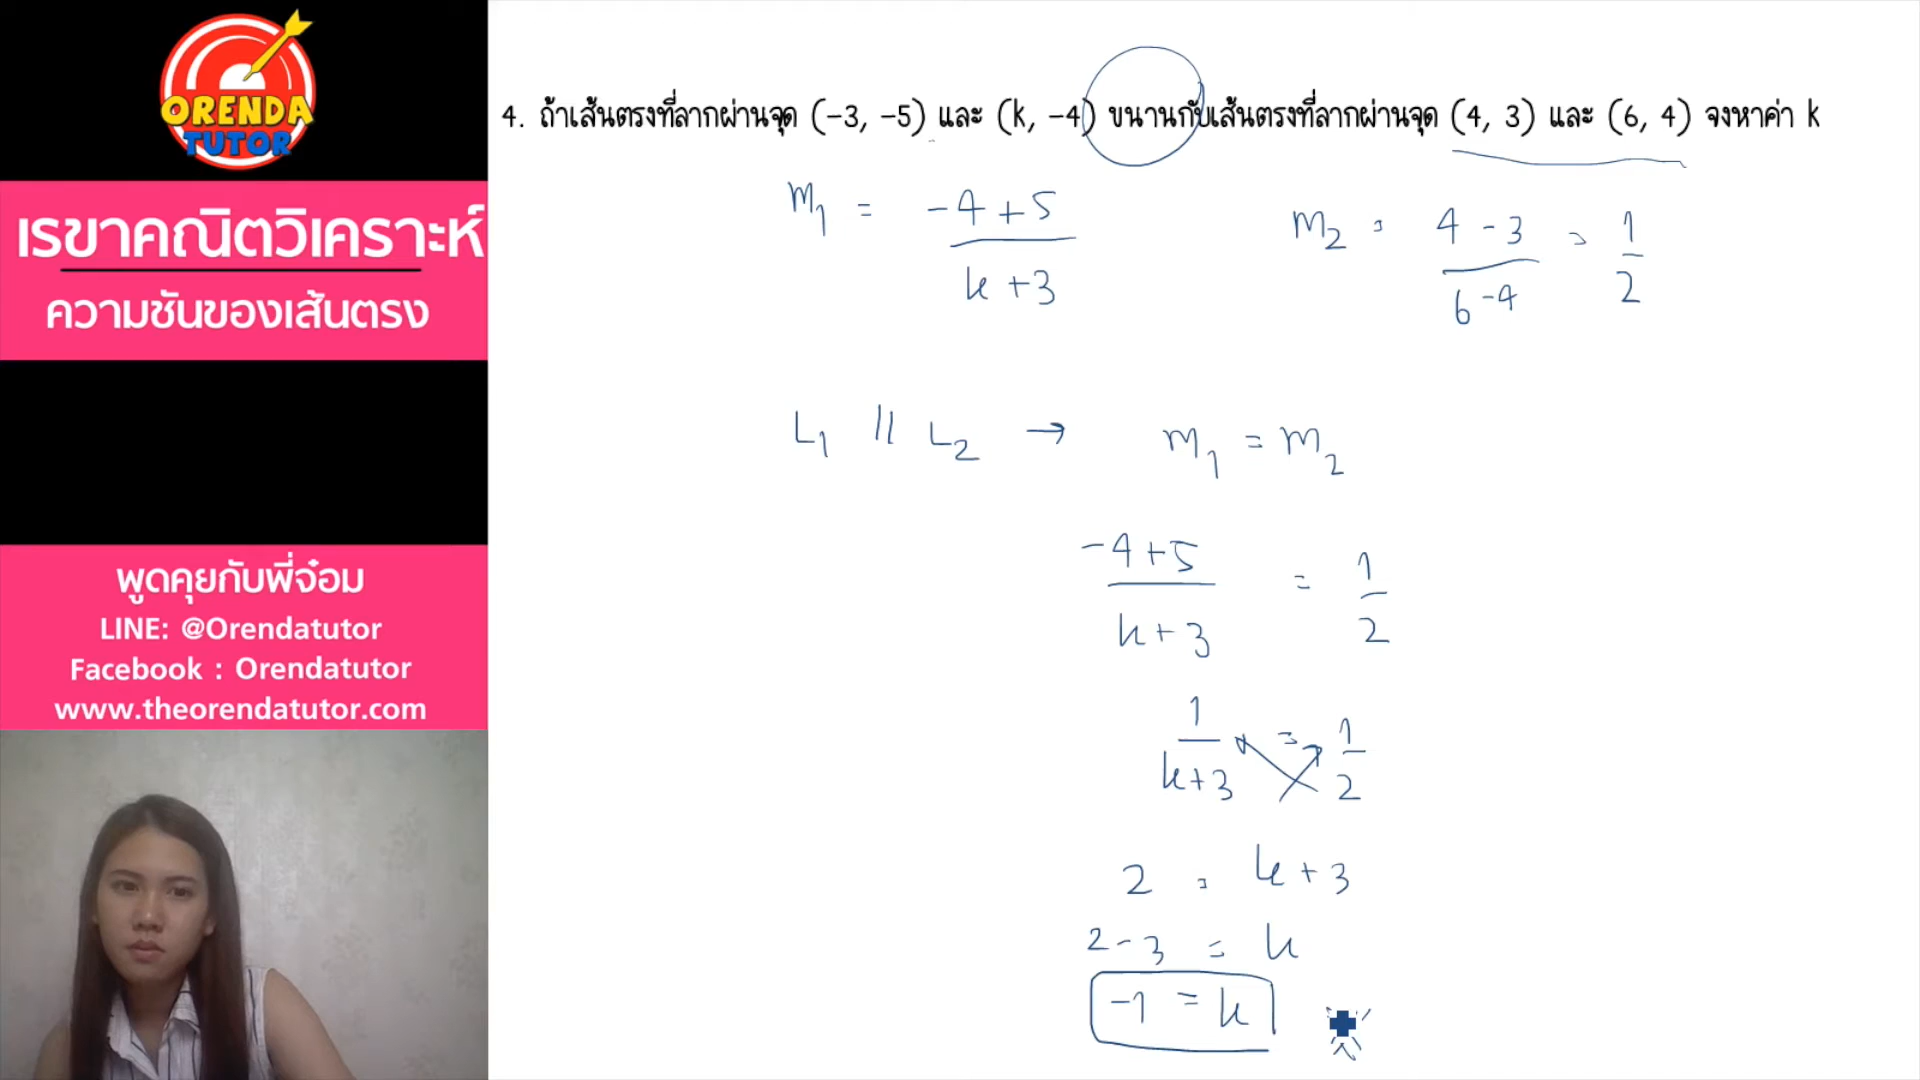 ORENDA
TUTOR
เรขาคณิตวิเคราะห์
ความชันของเส้นตรง
พูดคุยกับพี่จ๋อม
LINE: @Orendatutor
Facebook : Orendatutor
www.theorendatutor.com
4. ถ้าเส้นตรงที่ลากผ่านจุด (-3, -5) และ (k, -4) ขนานกับเส้นตรงที่ลากผ่านจุด (4, 3) และ (6, 4) จงหาค่า k
m₁ = (-4+5)/(k+3)
m₂ = (4-3)/(6-4) = 1/2
L₁ // L₂ → m₁ = m₂
(-4+5)/(k+3) = 1/2
1/(k+3) = 1/2
2 = k+3
2-3 = k
-1 = k